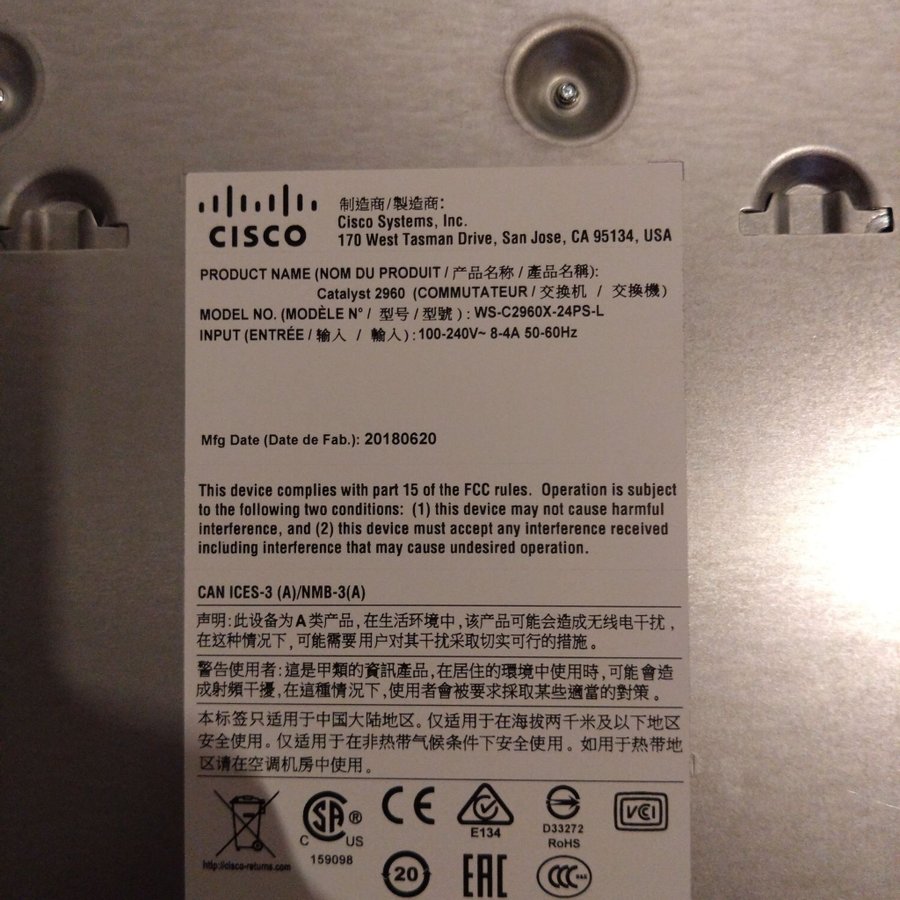 制造商/製造商:
Cisco Systems, Inc.
CISCO
170 West Tasman Drive, San Jose, CA 95134, USA
PRODUCT NAME (NOM DU PRODUIT / 产品名称 / 產品名稱):
Catalyst 2960 (COMMUTATEUR / 交换机 / 交換機)
MODEL NO. (MODÈLE N° / 型号 / 型號 ) : WS-C2960X-24PS-L
INPUT (ENTRÉE / 输入 / 輸入) : 100-240V~ 8-4A 50-60Hz
Mfg Date (Date de Fab.): 20180620
This device complies with part 15 of the FCC rules. Operation is subject
to the following two conditions: (1) this device may not cause harmful
interference, and (2) this device must accept any interference received
including interference that may cause undesired operation.
CAN ICES-3 (A)/NMB-3(A)
声明:此设备为A类产品,在生活环境中,该产品可能会造成无线电干扰,
在这种情况下,可能需要用户对其干扰采取切实可行的措施。
警告使用者:這是甲類的資訊產品,在居住的環境中使用時,可能會造
成射頻干擾,在這種情況下,使用者會被要求採取某些適當的對策。
本标签只适用于中国大陆地区。仅适用于在海拔两千米及以下地区
安全使用。仅适用于在非热带气候条件下安全使用。如用于热带地
区请在空调机房中使用。
http://cisco-returns.com
C SA ® US
159098
CE
E134
D33272
RoHS
VCI
20
EAC
CCC